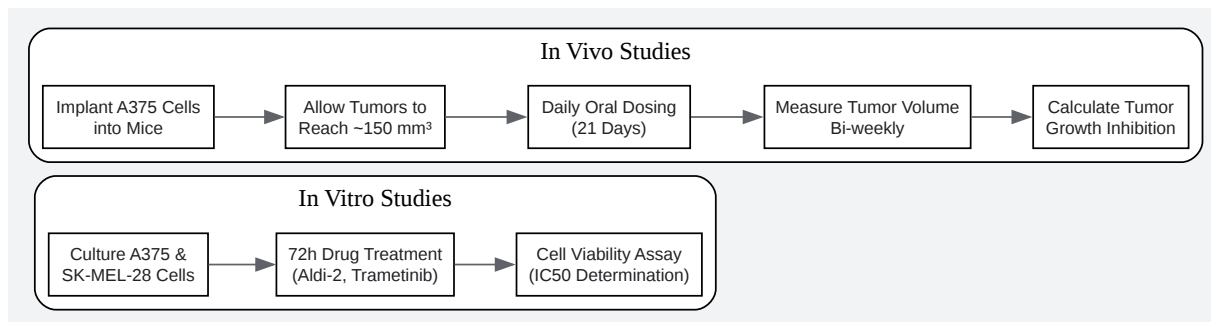 In Vivo Studies
Implant A375 Cells
into Mice
Allow Tumors to
Reach ~150 mm³
Daily Oral Dosing
(21 Days)
Measure Tumor Volume
Bi-weekly
Calculate Tumor
Growth Inhibition
In Vitro Studies
Culture A375 &
SK-MEL-28 Cells
72h Drug Treatment
(Aldi-2, Trametinib)
Cell Viability Assay
(IC50 Determination)